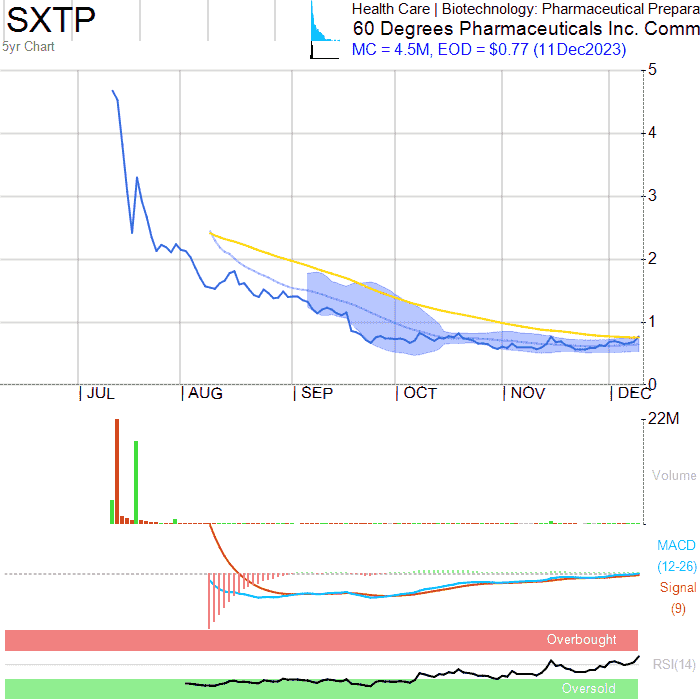 SXTP
5yr Chart
Health Care | Biotechnology: Pharmaceutical Prepara
60 Degrees Pharmaceuticals Inc. Comm
MC = 4.5M, EOD = $0.77 (11Dec2023)
5
4
3
2
1
0
JUL AUG SEP OCT NOV DEC
22M
Volume
MACD
(12-26)
Signal
(9)
Overbought
RSI(14)
Oversold